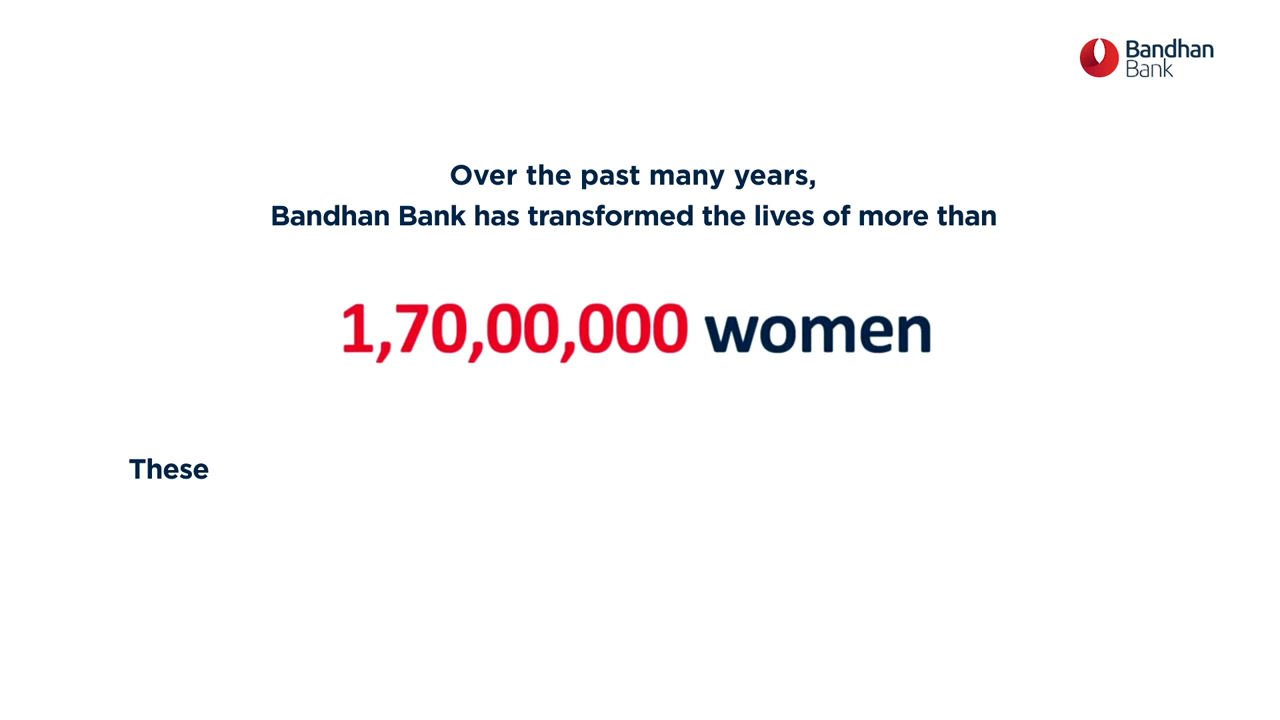 Bandhan
Bank
Over the past many years,
Bandhan Bank has transformed the lives of more than
1,70,00,000 women
These